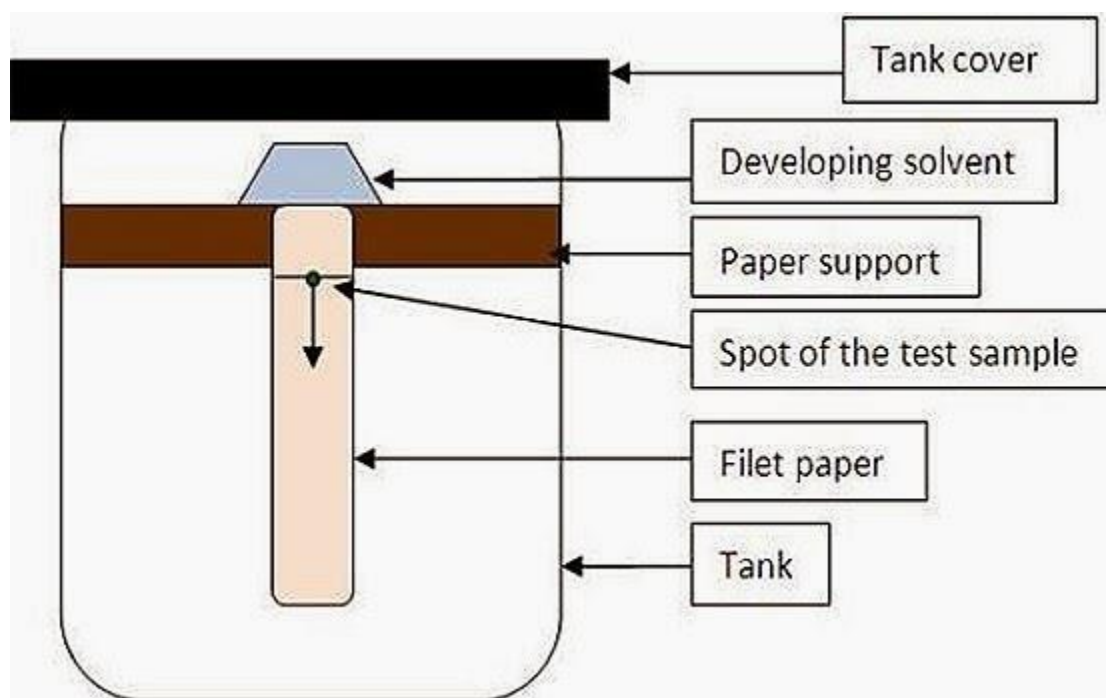 Tank cover
Developing solvent
Paper support
Spot of the test sample
Filet paper
Tank